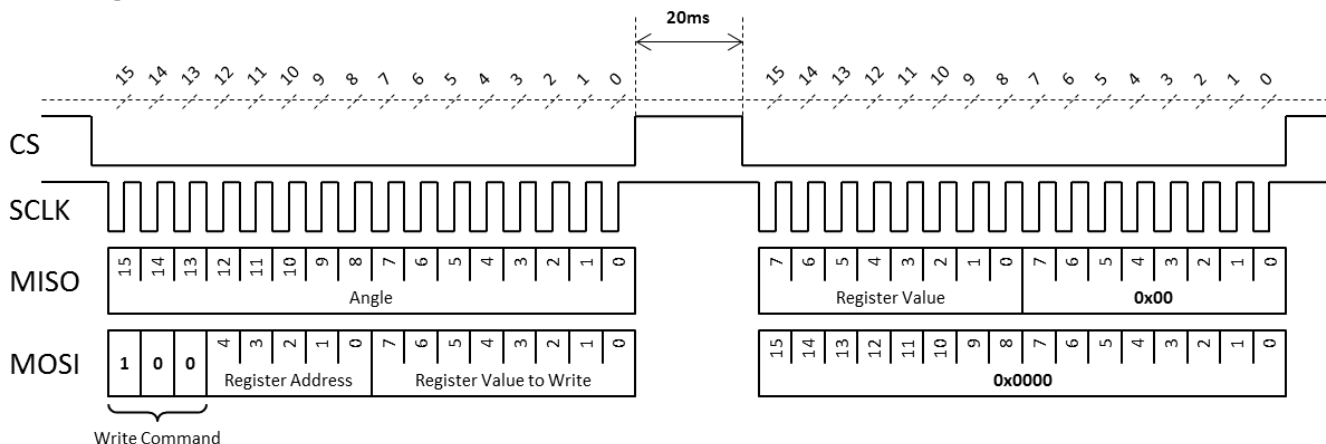 20ms
15 14 13 12 11 10 9 8 7 6 5 4 3 2 1 0 15 14 13 12 11 10 9 8 7 6 5 4 3 2 1 0
CS
SCLK
MISO 15 14 13 12 11 10 9 8 7 6 5 4 3 2 1 0 7 6 5 4 3 2 1 0 7 6 5 4 3 2 1 0
Angle Register Value 0x00
MOSI 1 0 0 4 3 2 1 0 7 6 5 4 3 2 1 0 15 14 13 12 11 10 9 8 7 6 5 4 3 2 1 0
Register Address Register Value to Write 0x0000
Write Command